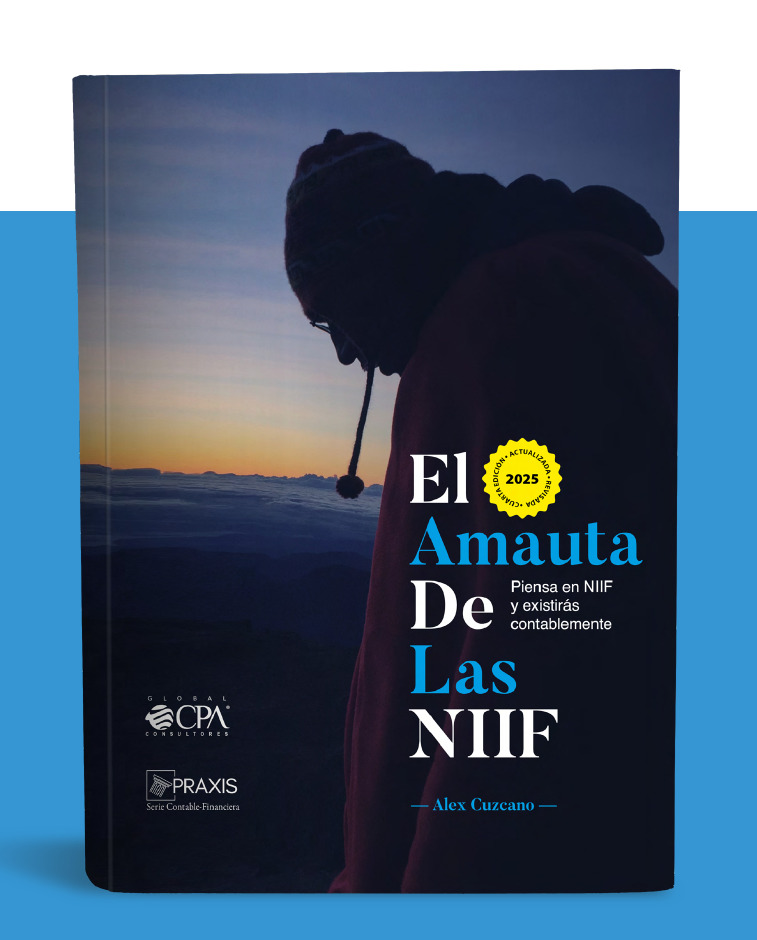 El
CUARTA EDICIÓN • ACTUALIZADA • REVISADA •
2025
Amauta
De
Piensa en NIIF
y existirás
contablemente
Las
NIIF
— Alex Cuzcano —
GLOBAL
CPA
CONSULTORES
PRAXIS
Serie Contable-Financiera